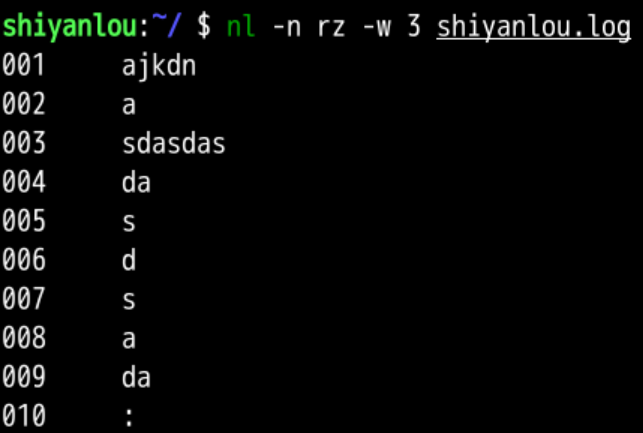 shiyanlou:~/ $ nl -n rz -w 3 shiyanlou.log
001 ajkdn
002 a
003 sdasdas
004 da
005 s
006 d
007 s
008 a
009 da
010 :